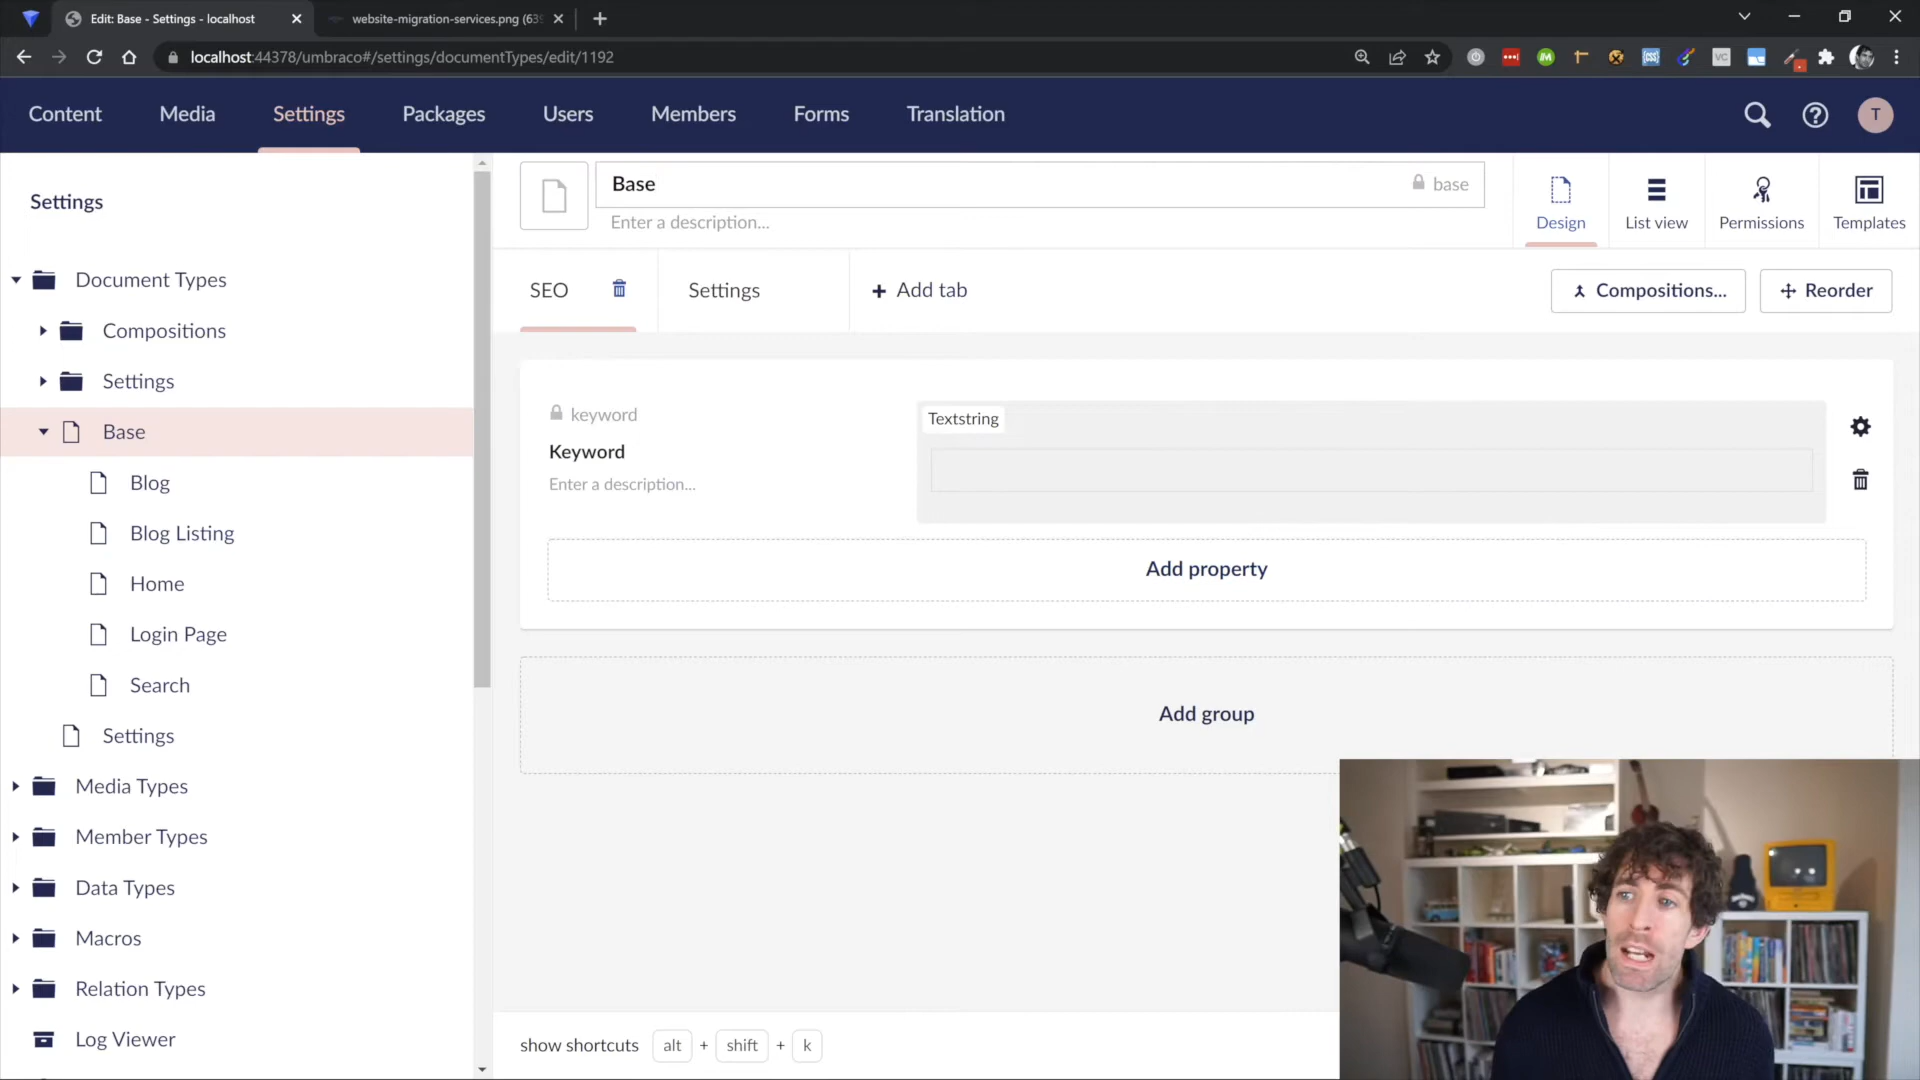 Edit: Base - Settings - localhost
website-migration-services.png (639
localhost:44378/umbraco#/settings/documentTypes/edit/1192
Content
Media
Settings
Packages
Users
Members
Forms
Translation
T
Settings
Document Types
Compositions
Settings
Base
Blog
Blog Listing
Home
Login Page
Search
Settings
Media Types
Member Types
Data Types
Macros
Relation Types
Log Viewer
Base
base
Enter a description...
Design
List view
Permissions
Templates
SEO
Settings
+ Add tab
Compositions...
Reorder
keyword
Keyword
Enter a description...
Textstring
Add property
Add group
show shortcuts alt + shift + k